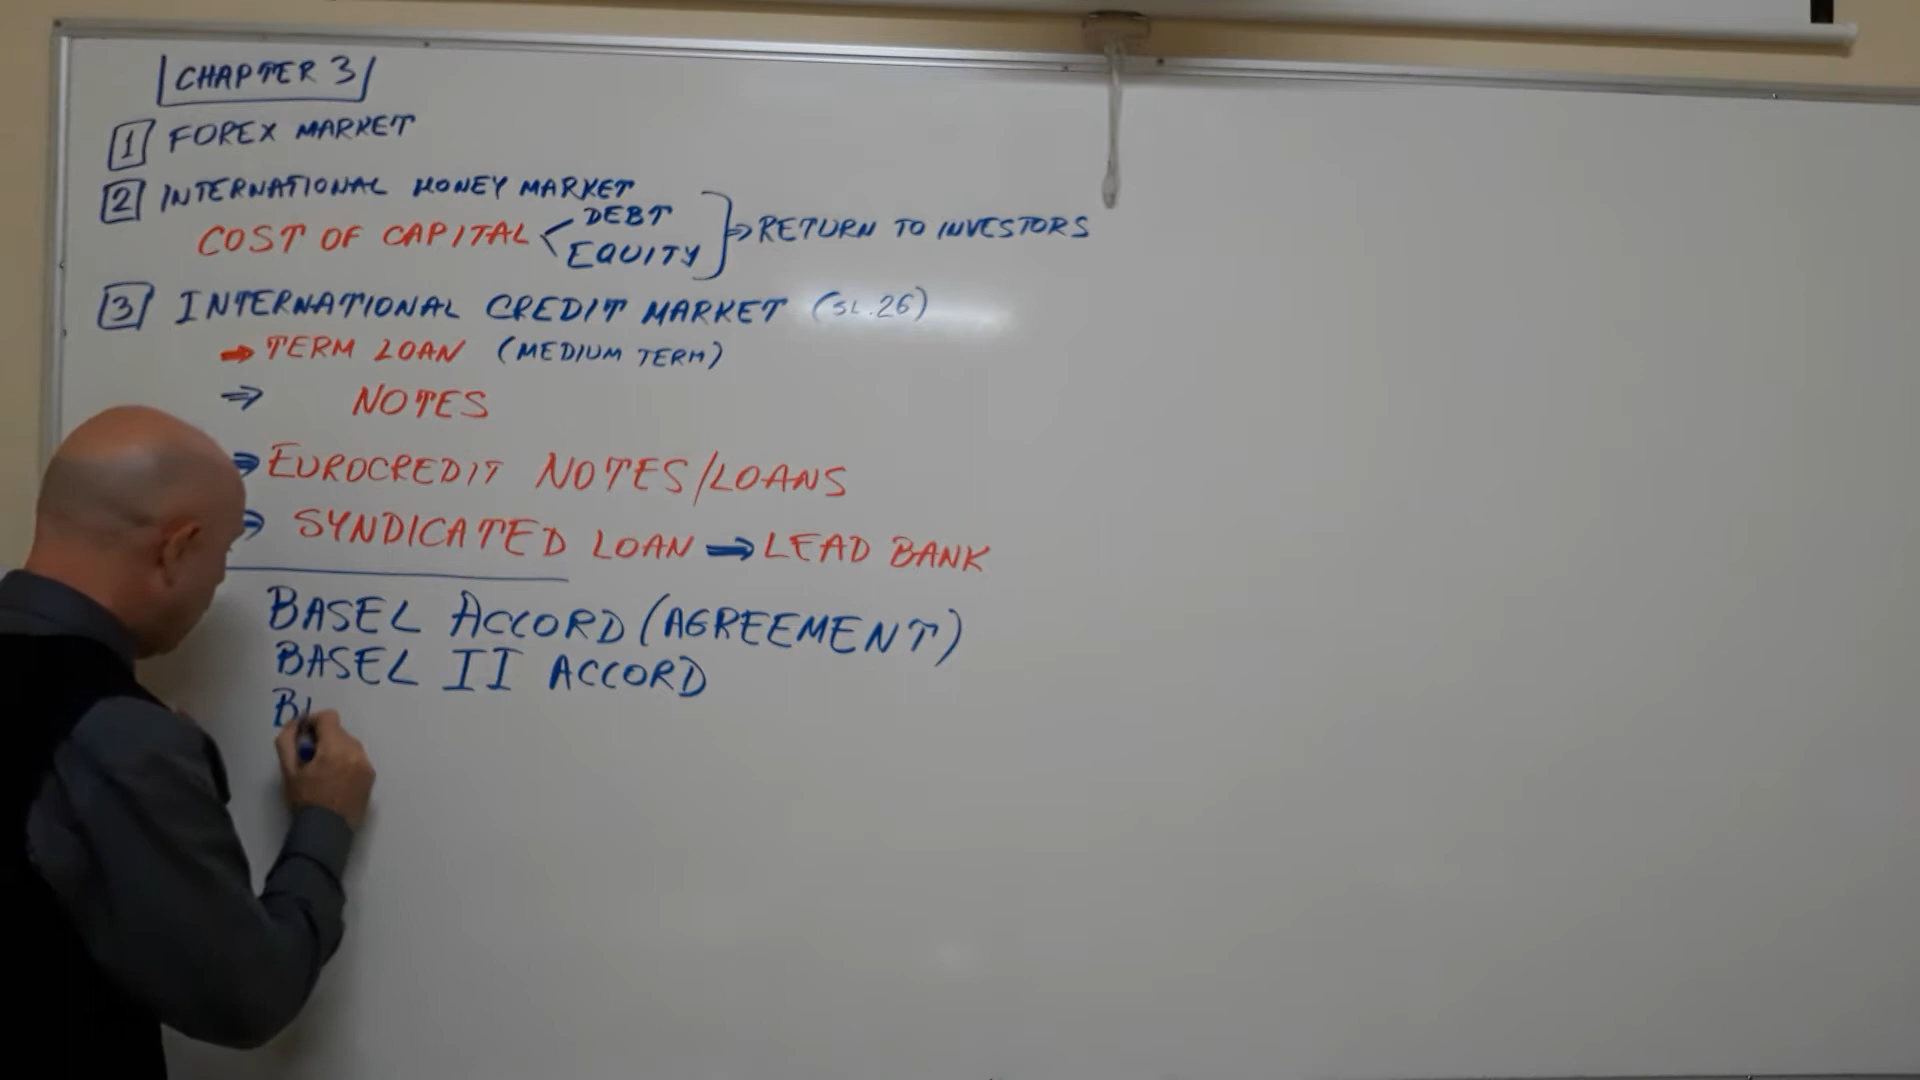 CHAPTER 3
1 FOREX MARKET
2 INTERNATIONAL MONEY MARKET
COST OF CAPITAL < DEBT
EQUITY } ⇒ RETURN TO INVESTORS
3 INTERNATIONAL CREDIT MARKET (SL.26)
→ TERM LOAN (MEDIUM TERM)
⇒ NOTES
⇒ EUROCREDIT NOTES/LOANS
⇒ SYNDICATED LOAN ⇒ LEAD BANK
BASEL ACCORD (AGREEMENT)
BASEL II ACCORD